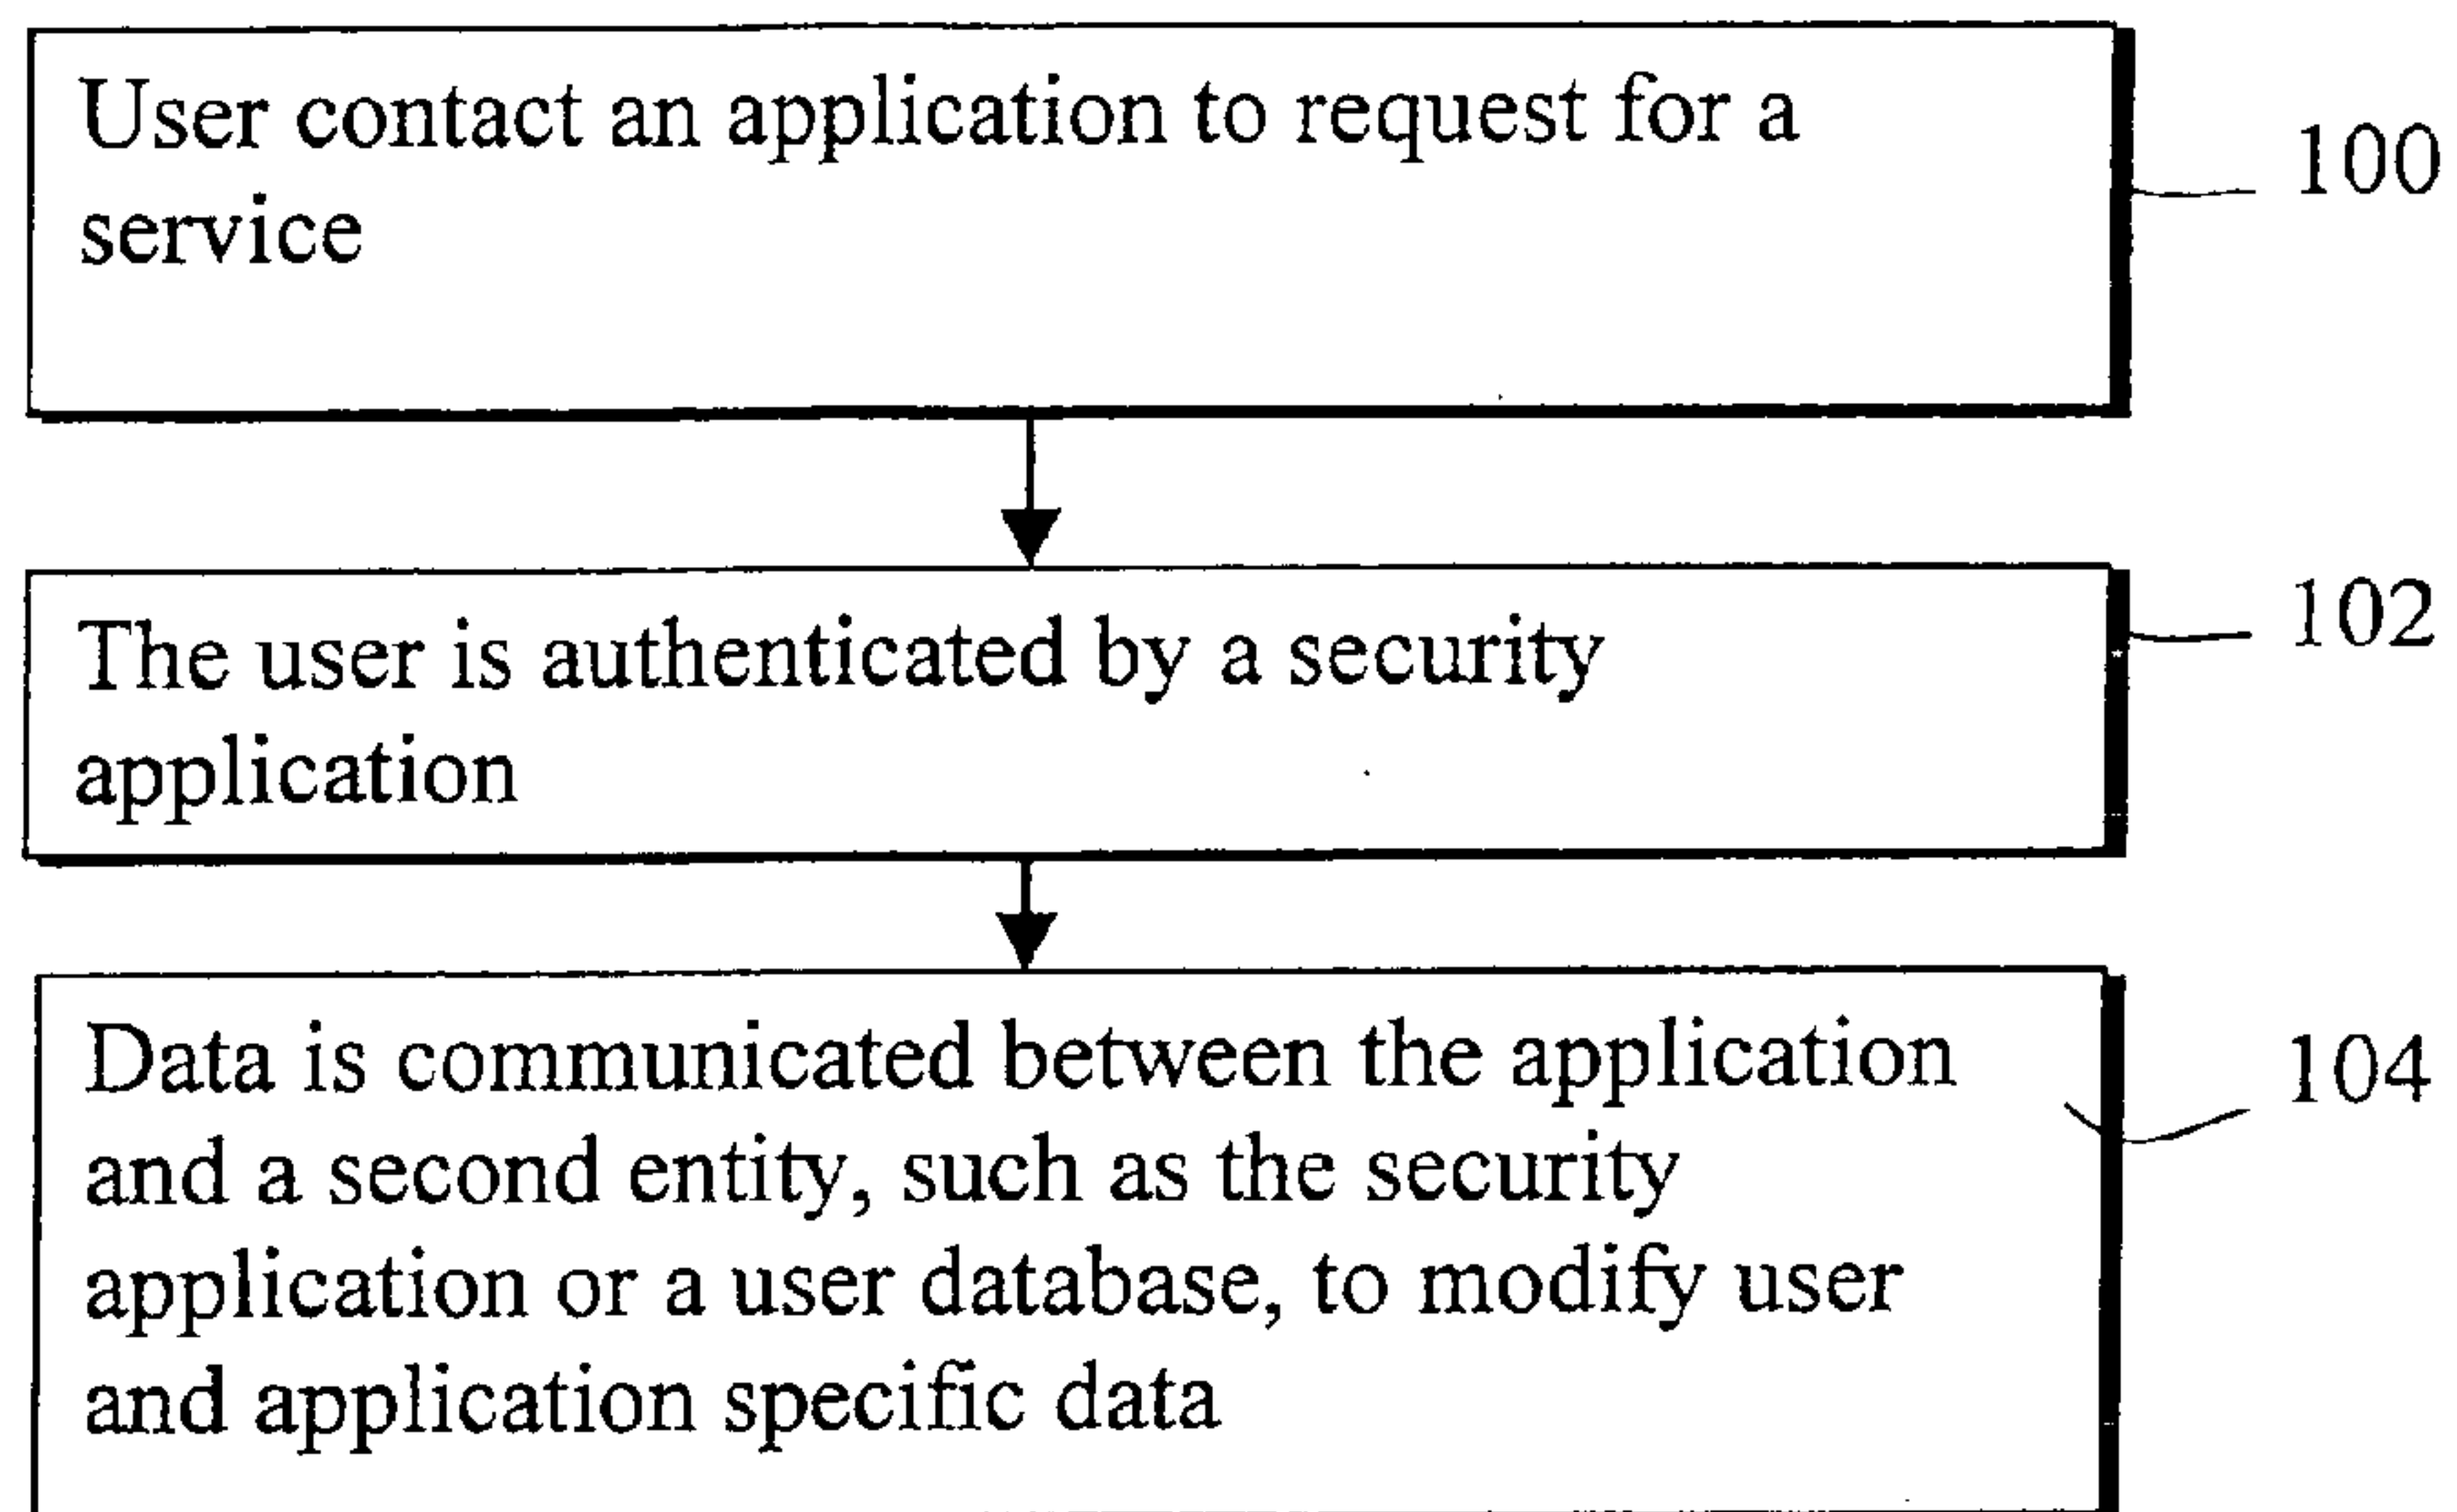 User contact an application to request for a
service
100
The user is authenticated by a security
application
102
Data is communicated between the application
and a second entity, such as the security
application or a user database, to modify user
and application specific data
104